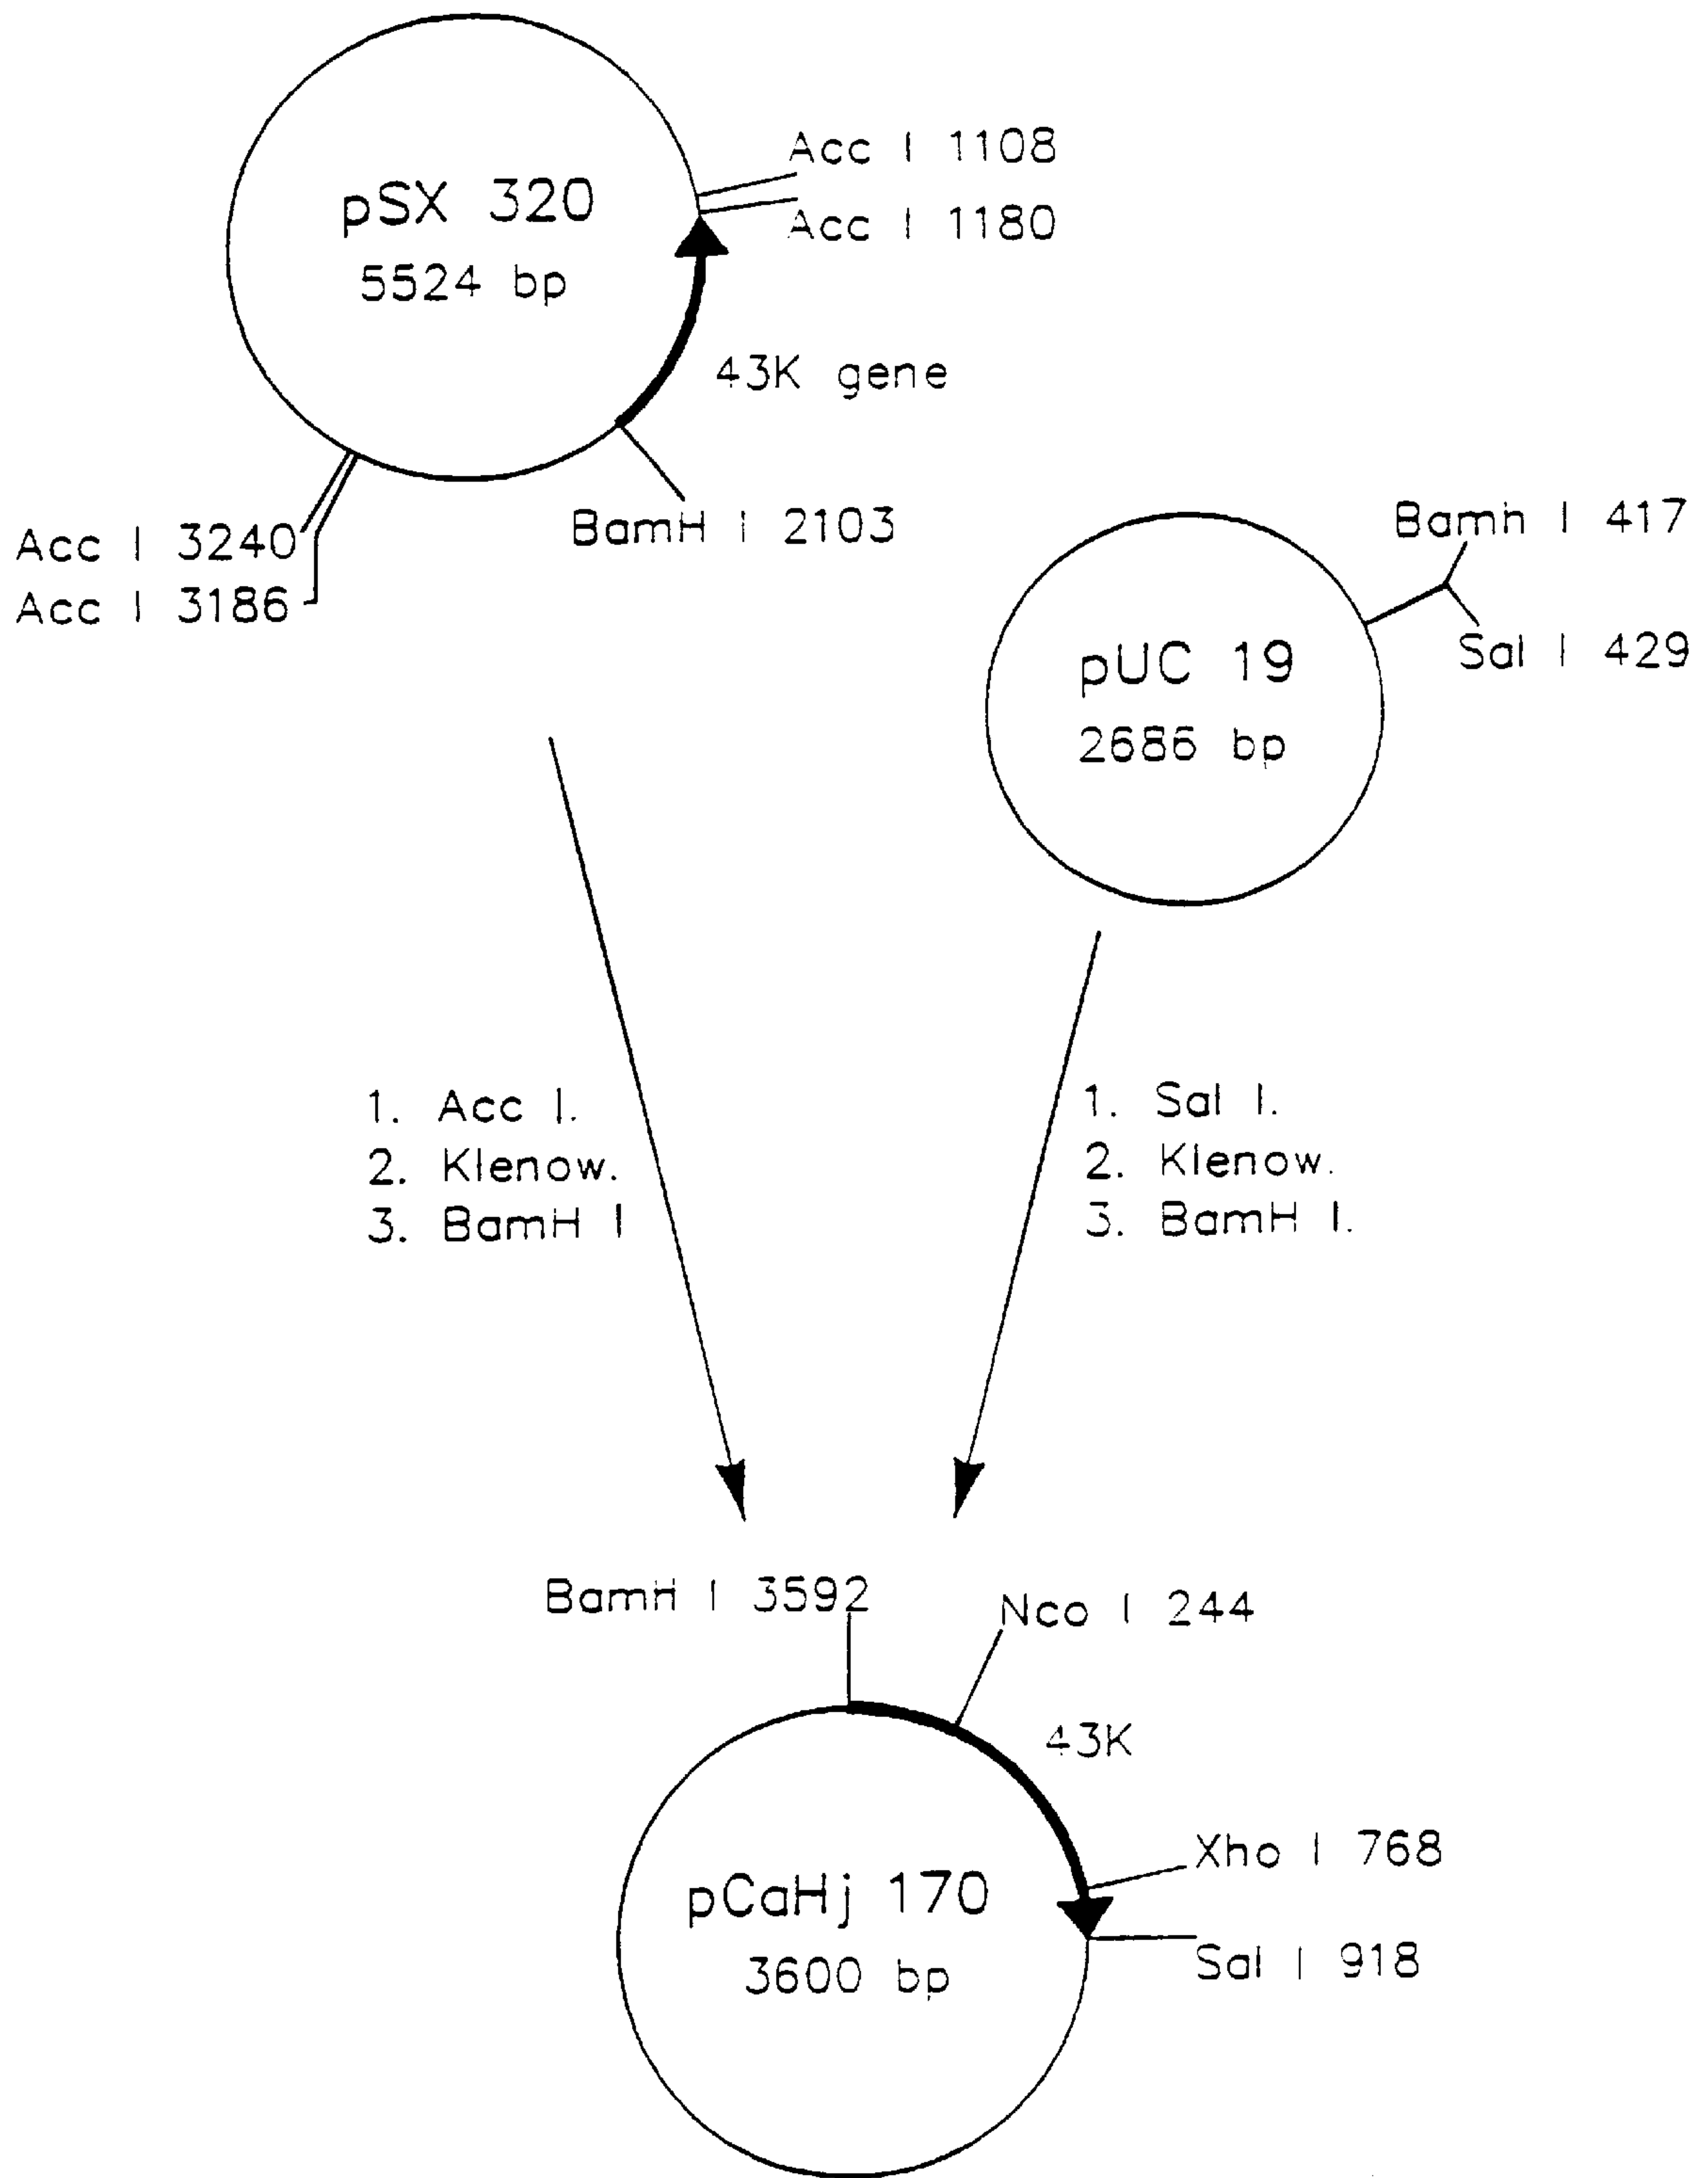 pSX 320
5524 bp
Acc I 1108
Acc I 1180
43K gene
BamH I 2103
Acc I 3240
Acc I 3186
Bamh I 417
Sal I 429
pUC 19
2686 bp
1. Acc I.
2. Klenow.
3. BamH I
1. Sal I.
2. Klenow.
3. BamH I.
BamH I 3592
Nco I 244
43K
Xho I 768
Sal I 918
pCaHj 170
3600 bp